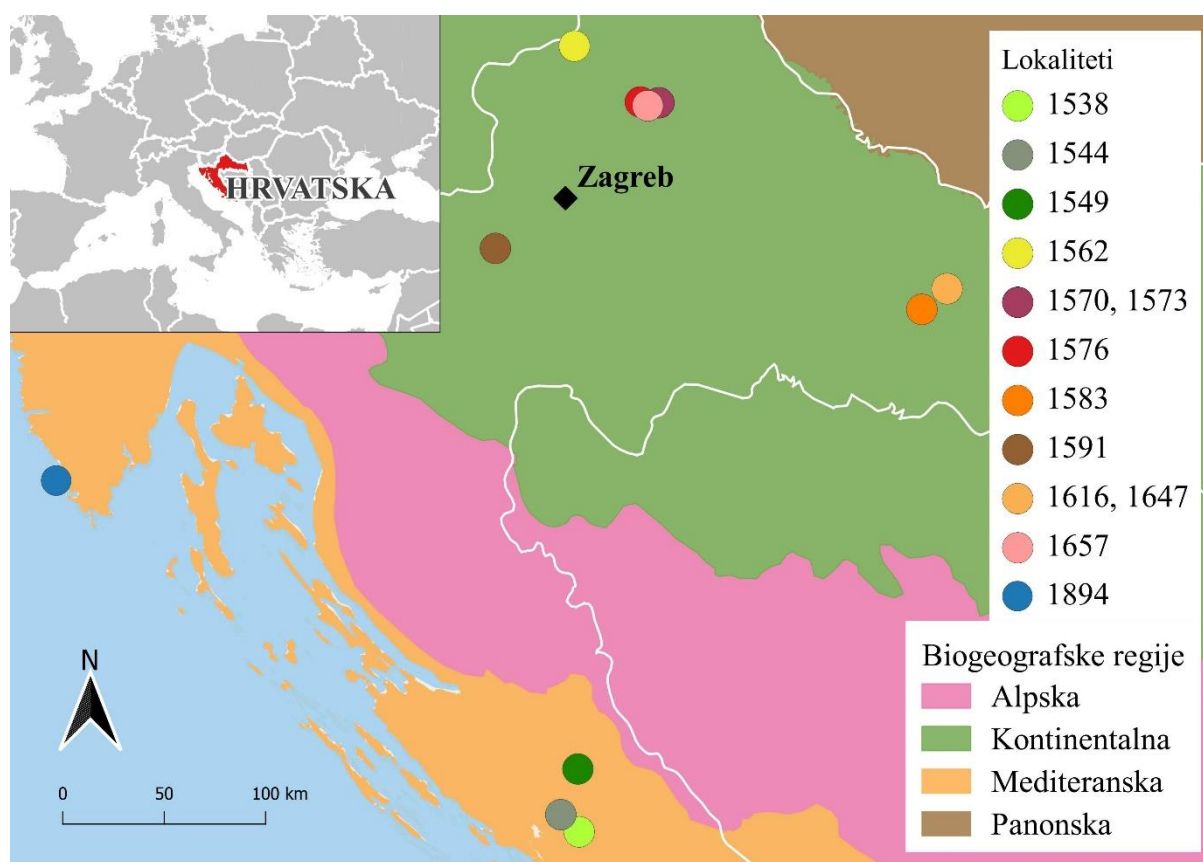 HRVATSKA
Zagreb
Lokaliteti
1538
1544
1549
1562
1570, 1573
1576
1583
1591
1616, 1647
1657
1894
Biogeografske regije
Alpska
Kontinentalna
Mediteranska
Panonska
N
0 50 100 km